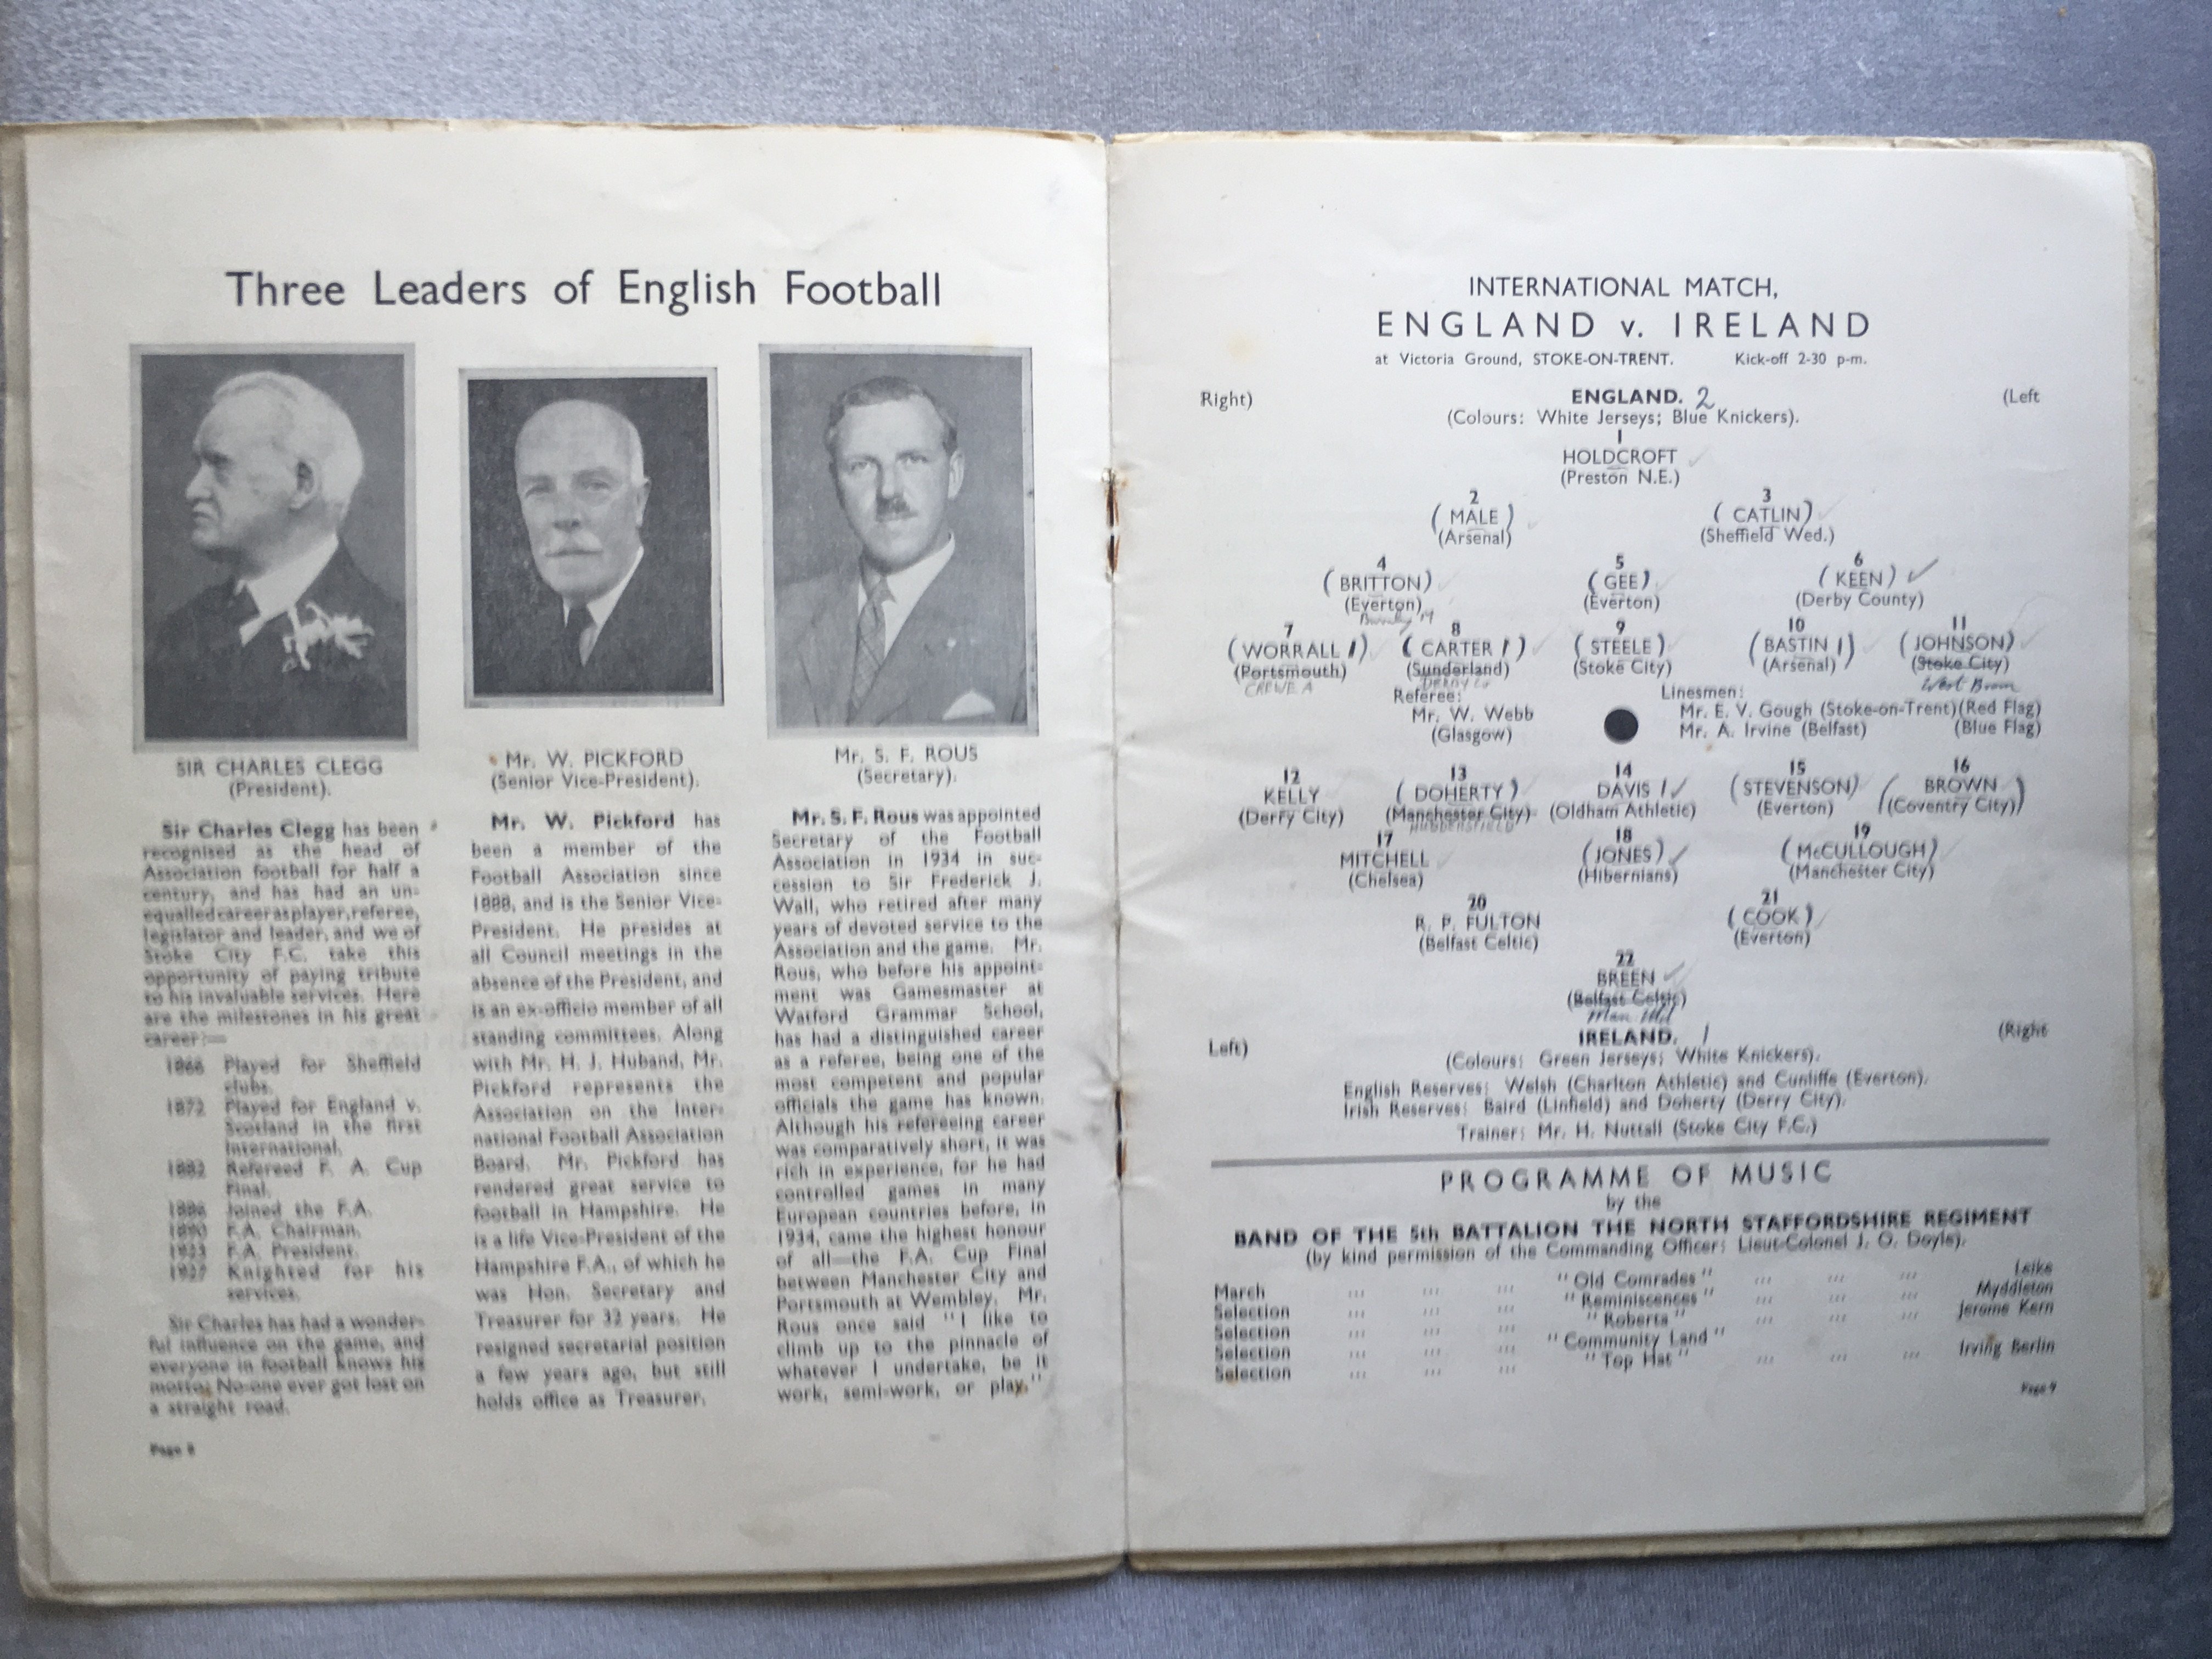 Three Leaders of English Football
SIR CHARLES CLEGG
(President).
Sir Charles Clegg has been
recognised as the head of
Association football for half a
century, and has had an un-
equalled career as player, referee,
legislator and leader, and we of
Stoke City F.C. take this
opportunity of paying tribute
to his invaluable services. Here
are the milestones in his great
career:—
1866 Played for Sheffield
clubs.
1872 Played for England v.
Scotland in the first
International.
1882 Refereed F. A. Cup
Final.
1886 Joined the F.A.
1890 F.A. Chairman.
1923 F.A. President.
1927 Knighted for his
services.
Sir Charles has had a wonder-
ful influence on the game, and
everyone in football knows his
motto: No-one ever got lost on
a straight road.
Page 8
Mr. W. PICKFORD
(Senior Vice-President).
Mr. W. Pickford has
been a member of the
Football Association since
1888, and is the Senior Vice-
President. He presides at
all Council meetings in the
absence of the President, and
is an ex-officio member of all
standing committees. Along
with Mr. H. J. Huband, Mr.
Pickford represents the
Association on the Inter-
national Football Association
Board. Mr. Pickford has
rendered great service to
football in Hampshire. He
is a life Vice-President of the
Hampshire F.A., of which he
was Hon. Secretary and
Treasurer for 32 years. He
resigned secretarial position
a few years ago, but still
holds office as Treasurer.
Mr. S. F. ROUS
(Secretary).
Mr. S. F. Rous was appointed
Secretary of the Football
Association in 1934 in suc-
cession to Sir Frederick J.
Wall, who retired after many
years of devoted service to the
Association and the game. Mr.
Rous, who before his appoint-
ment was Gamesmaster at
Watford Grammar School,
has had a distinguished career
as a referee, being one of the
most competent and popular
officials the game has known.
Although his refereeing career
was comparatively short, it was
rich in experience, for he had
controlled games in many
European countries before, in
1934, came the highest honour
of all—the F.A. Cup Final
between Manchester City and
Portsmouth at Wembley. Mr.
Rous once said "I like to
climb up to the pinnacle of
whatever I undertake, be it
work, semi-work, or play."
INTERNATIONAL MATCH,
ENGLAND v. IRELAND
at Victoria Ground, STOKE-ON-TRENT. Kick-off 2-30 p-m.
Right) ENGLAND. 2 (Left
(Colours: White Jerseys; Blue Knickers).
1
HOLDCROFT
(Preston N.E.)
2 3
(MALE) (CATLIN)
(Arsenal) (Sheffield Wed.)
4 5 6
(BRITTON) (GEE) (KEEN)
(Everton) (Everton) (Derby County)
7 8 9 10 11
(WORRALL 1) (CARTER 1) (STEELE) (BASTIN 1) (JOHNSON)
(Portsmouth) (Sunderland) (Stoke City) (Arsenal) (Stoke City)
CREWE A DERBY Co West Brom
Referee: Linesmen:
Mr. W. Webb Mr. E. V. Gough (Stoke-on-Trent) (Red Flag)
(Glasgow) Mr. A. Irvine (Belfast) (Blue Flag)
12 13 14 15 16
KELLY (DOHERTY) DAVIS 1 (STEVENSON) (BROWN
(Derry City) (Manchester City) (Oldham Athletic) (Everton) (Coventry City))
HUDDERSFIELD
17 18 19
MITCHELL (JONES) (McCULLOUGH)
(Chelsea) (Hibernians) (Manchester City)
20 21
R. P. FULTON (COOK)
(Belfast Celtic) (Everton)
22
BREEN
(Belfast Celtic)
Man Utd
Left) IRELAND. 1 (Right
(Colours: Green Jerseys; White Knickers).
English Reserves: Welsh (Charlton Athletic) and Cunliffe (Everton).
Irish Reserves: Baird (Linfield) and Doherty (Derry City).
Trainer: Mr. H. Nuttall (Stoke City F.C.)
PROGRAMME OF MUSIC
by the
BAND OF THE 5th BATTALION THE NORTH STAFFORDSHIRE REGIMENT
(by kind permission of the Commanding Officer: Lieut-Colonel J. O. Doyle).
March ... ... ... "Old Comrades" ... ... ... Leike
Selection ... ... ... "Reminiscences" ... ... ... Myddleton
Selection ... ... ... "Roberta" ... ... ... Jerome Kern
Selection ... ... ... "Community Land"
Selection ... ... ... "Top Hat" ... ... ... Irving Berlin
Page 9